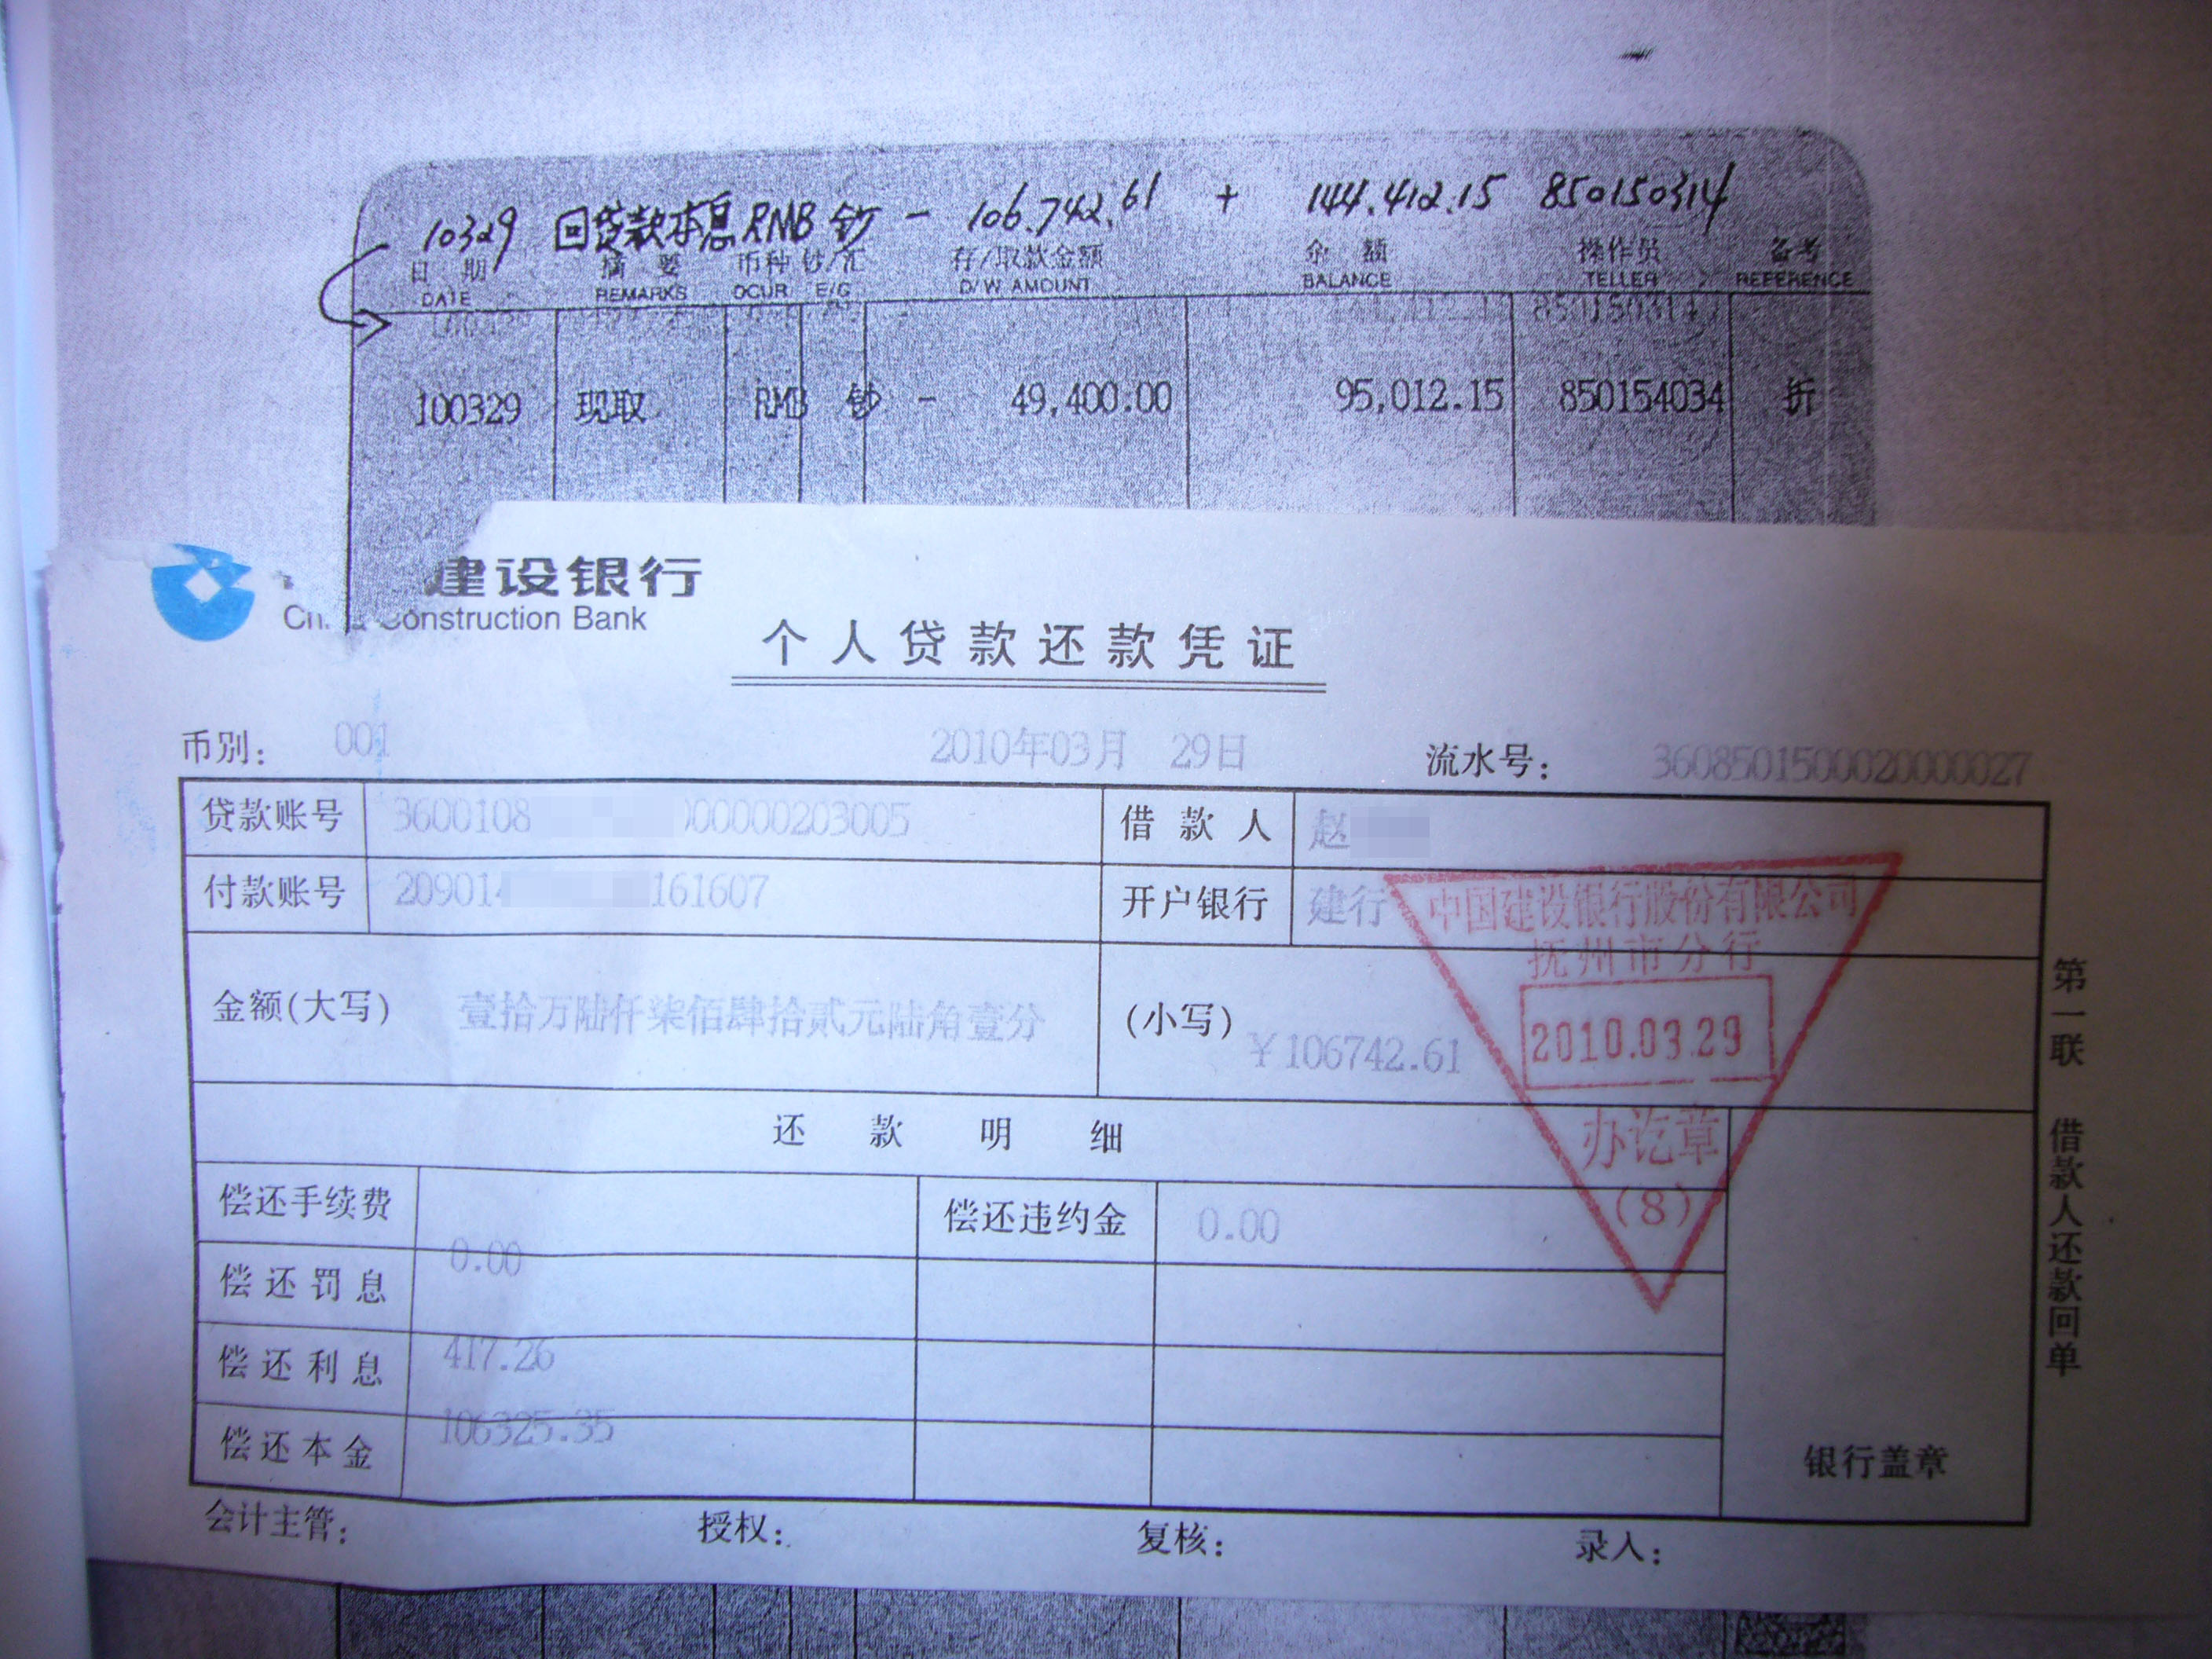 10329 回贷款本息RMB 钞 - 106.742.61 + 144.412.15 850150314
日 期 摘 要 币种 钞/汇 存/取款金额 余 额 操作员 备考
DATE REMARKS OCUR E/C D/W AMOUNT BALANCE TELLER REFERENCE
100329 现取 RMB 钞 - 49,400.00 95,012.15 850154034 折
建设银行
Construction Bank
个人贷款还款凭证
币别: 001 2010年03月 29日 流水号: 3608501500020000027
贷款账号 3600108 00000203005 借款人 赵
付款账号 209014 161607 开户银行 建行
中国建设银行股份有限公司
抚州市分行
金额(大写) 壹拾万陆仟柒佰肆拾贰元陆角壹分 (小写) ¥106742.61
2010.03.29
办讫章
(8)
还款明细
偿还手续费 0.00 偿还违约金 0.00
偿还罚息
偿还利息 417.26
偿还本金 106325.35
银行盖章
会计主管: 授权: 复核: 录入:
第一联 借款人还款回单